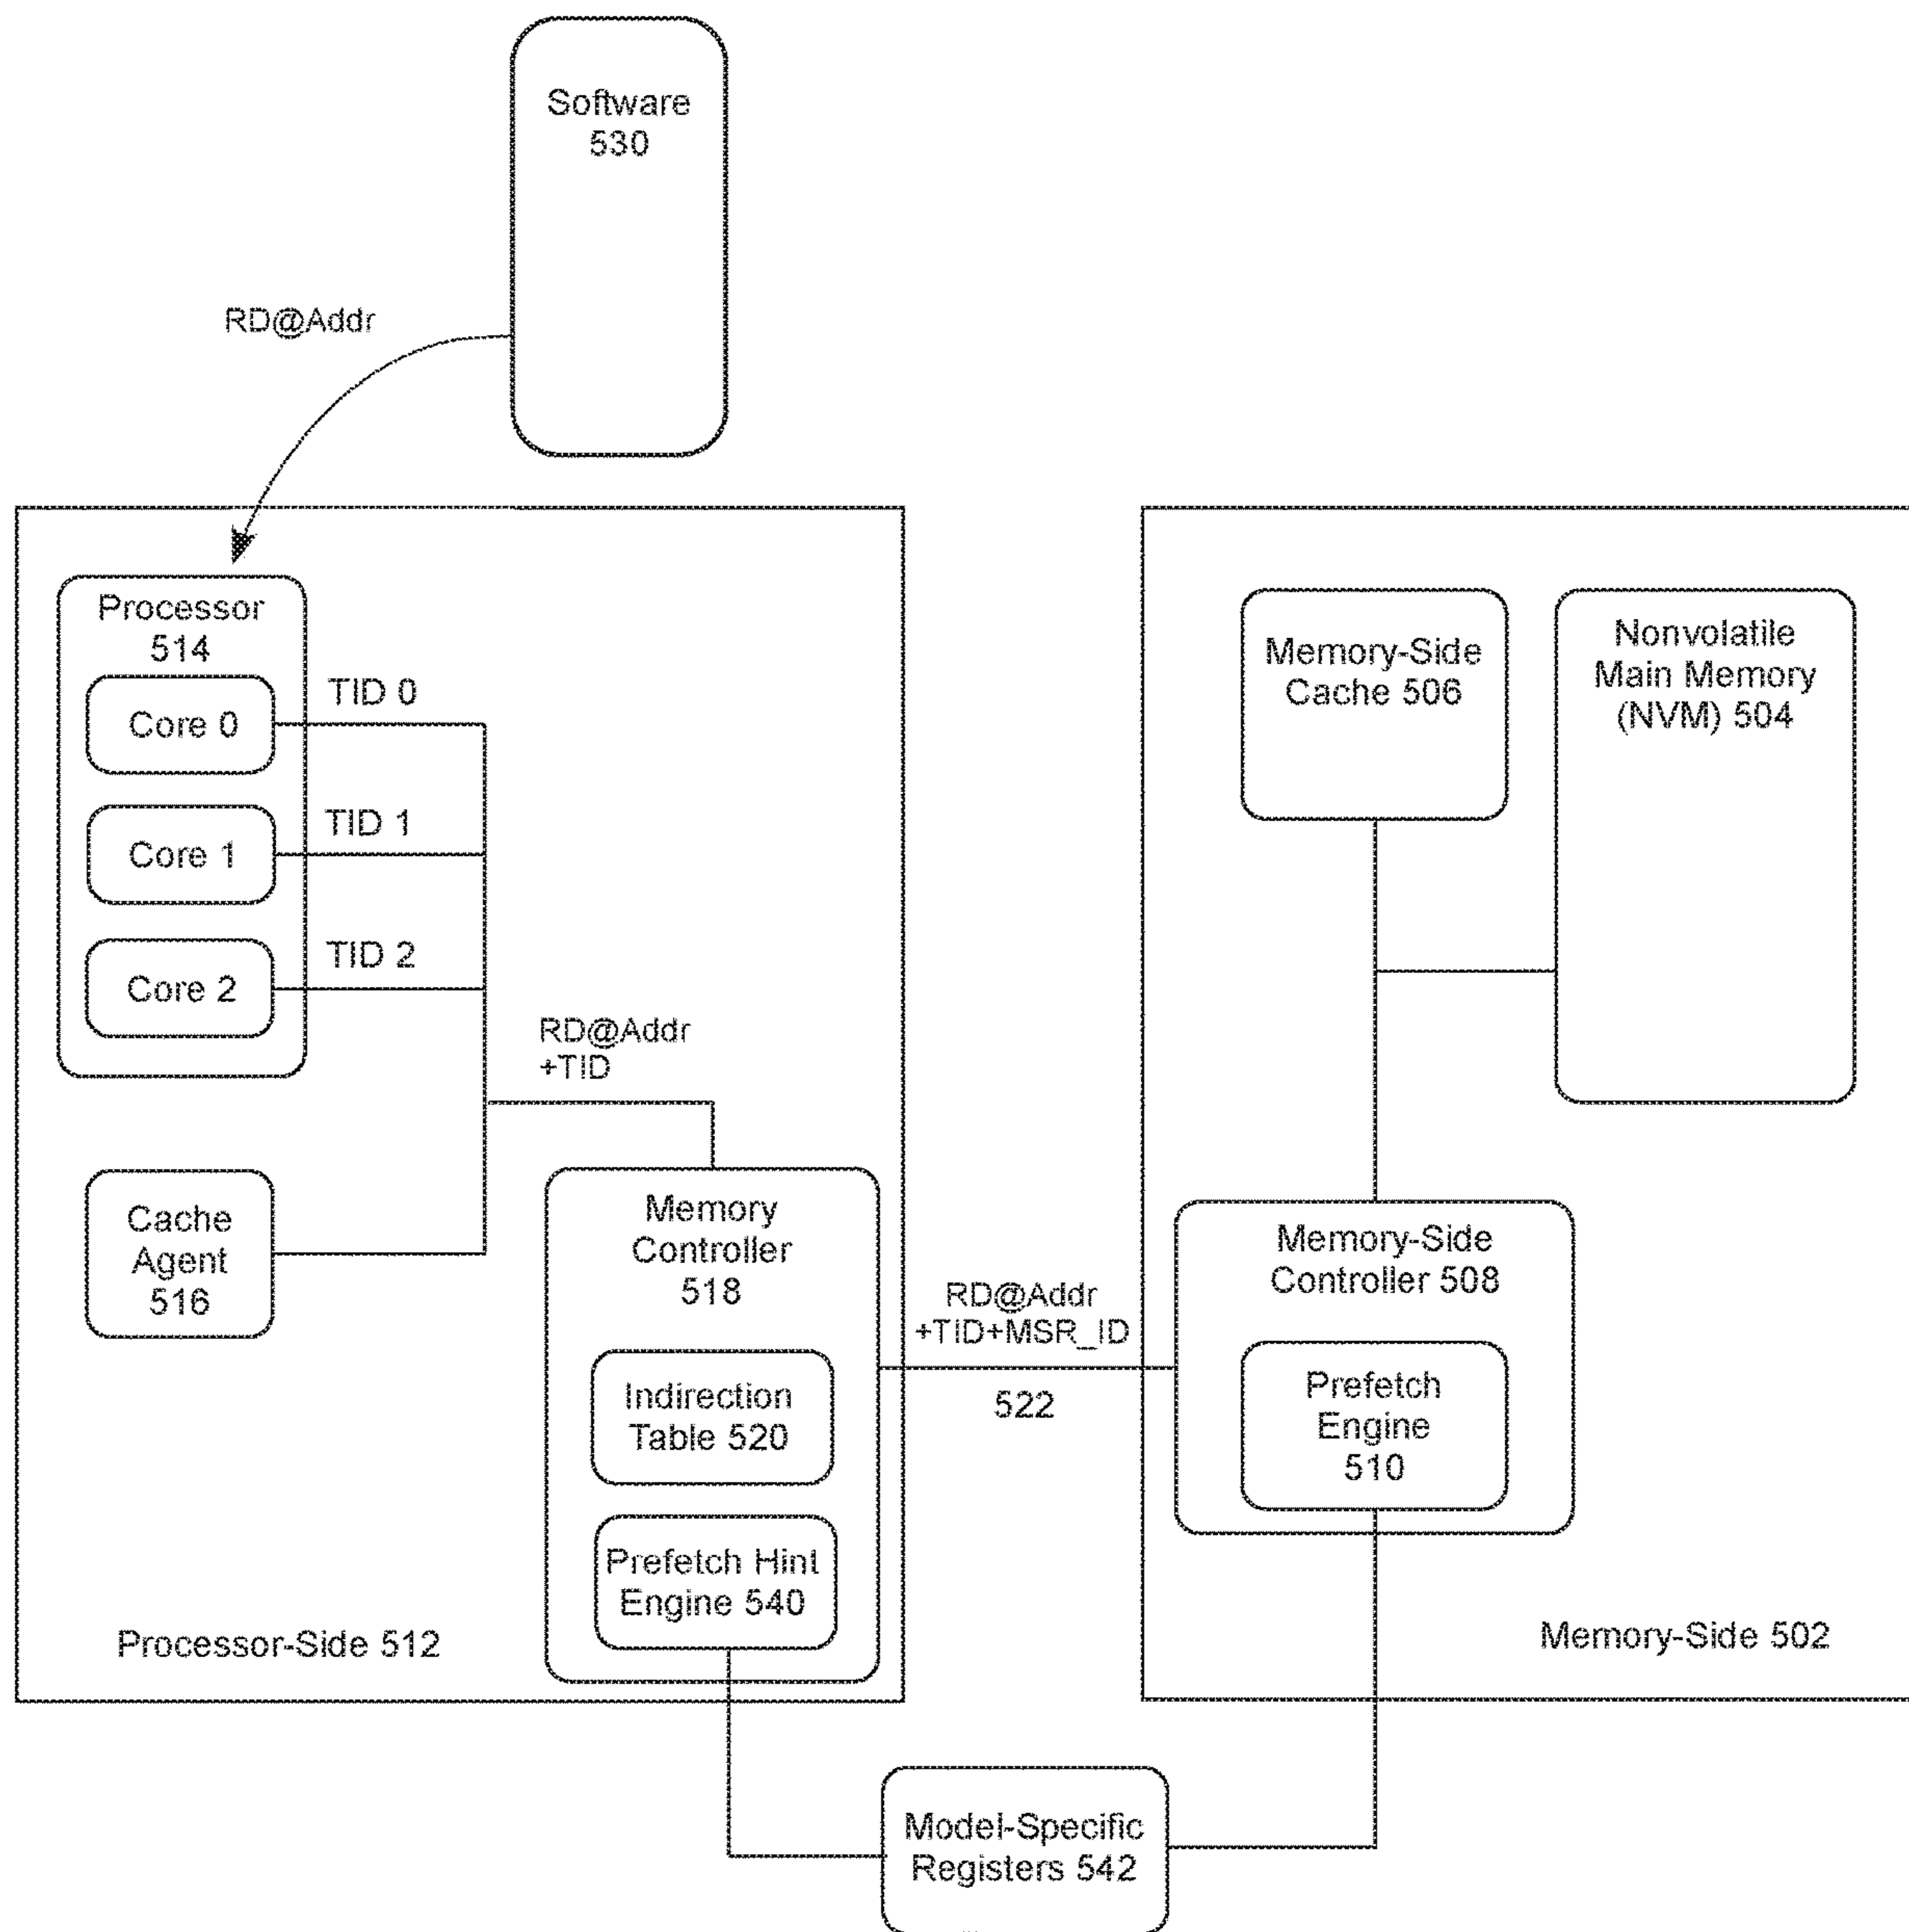 Software
530
RD@Addr
Processor
514
Core 0
TID 0
Core 1
TID 1
Core 2
TID 2
RD@Addr
+TID
Cache
Agent
516
Memory
Controller
518
Indirection
Table 520
Prefetch Hint
Engine 540
Processor-Side 512
RD@Addr
+TID+MSR_ID
522
Memory-Side
Cache 506
Nonvolatile
Main Memory
(NVM) 504
Memory-Side
Controller 508
Prefetch
Engine
510
Memory-Side 502
Model-Specific
Registers 542